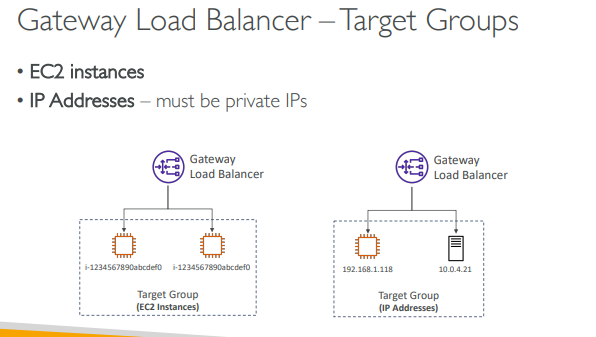 Gateway Load Balancer – Target Groups
• EC2 instances
• IP Addresses – must be private IPs
Gateway
Load Balancer
i-1234567890abcdef0
i-1234567890abcdef0
Target Group
(EC2 Instances)
Gateway
Load Balancer
192.168.1.118
10.0.4.21
Target Group
(IP Addresses)